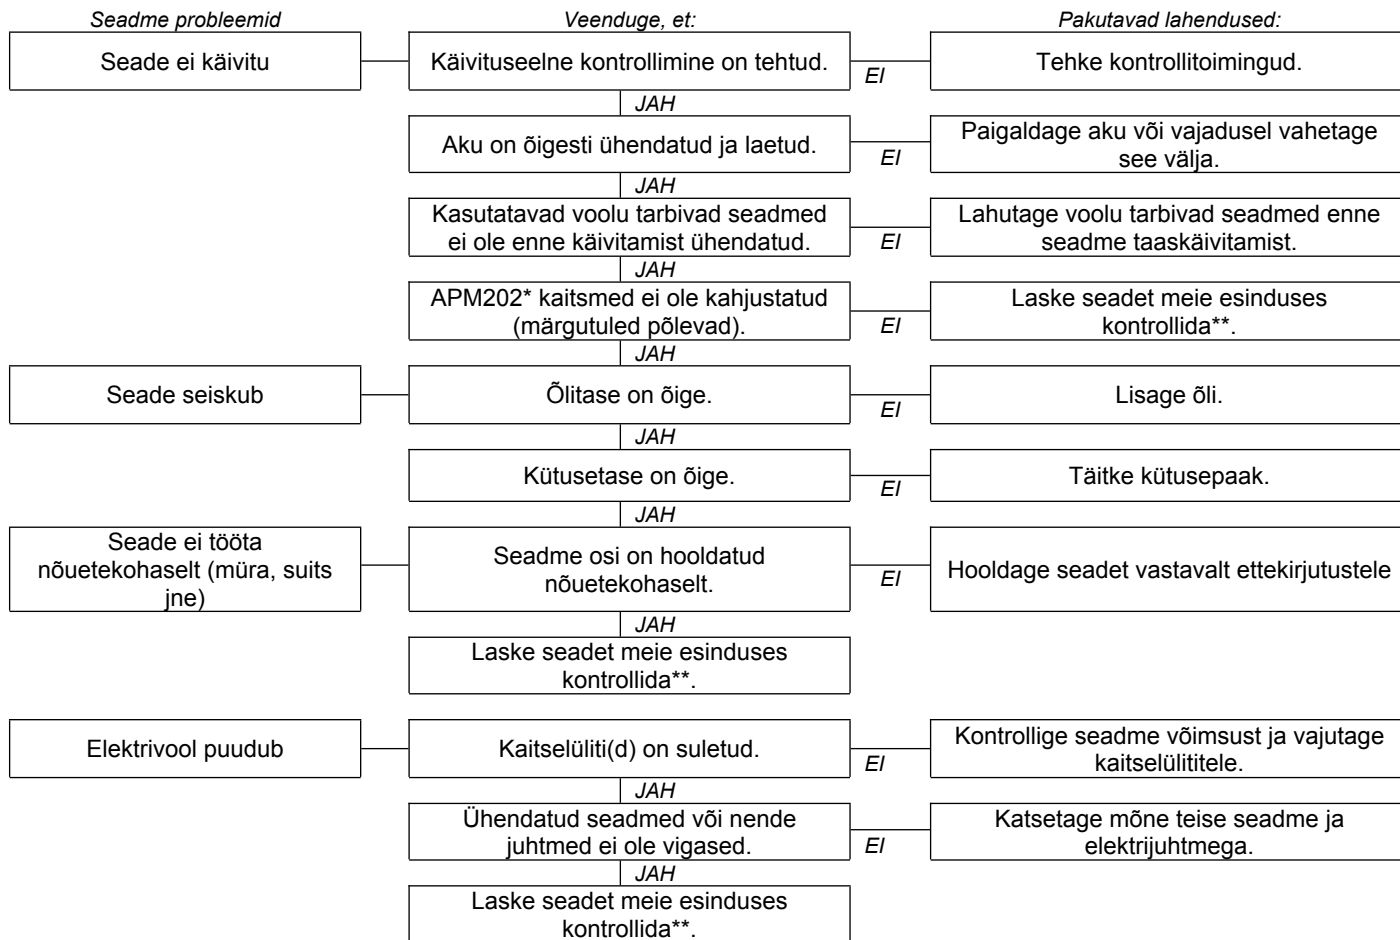 Seadme probleemid
Veenduge, et:
Pakutavad lahendused:
Seade ei käivitu
Käivituseelne kontrollimine on tehtud.
EI
Tehke kontrollitoimingud.
JAH
Aku on õigesti ühendatud ja laetud.
EI
Paigaldage aku või vajadusel vahetage
see välja.
JAH
Kasutatavad voolu tarbivad seadmed
ei ole enne käivitamist ühendatud.
EI
Lahutage voolu tarbivad seadmed enne
seadme taaskäivitamist.
JAH
APM202* kaitsmed ei ole kahjustatud
(märgutuled põlevad).
EI
Laske seadet meie esinduses
kontrollida**.
JAH
Seade seiskub
Õlitase on õige.
EI
Lisage õli.
JAH
Kütusetase on õige.
EI
Täitke kütusepaak.
JAH
Seade ei tööta
nõuetekohaselt (müra, suits
jne)
Seadme osi on hooldatud
nõuetekohaselt.
EI
Hooldage seadet vastavalt ettekirjutustele
JAH
Laske seadet meie esinduses
kontrollida**.
Elektrivool puudub
Kaitselüliti(d) on suletud.
EI
Kontrollige seadme võimsust ja vajutage
kaitselülititele.
JAH
Ühendatud seadmed või nende
juhtmed ei ole vigased.
EI
Katsetage mõne teise seadme ja
elektrijuhtmega.
JAH
Laske seadet meie esinduses
kontrollida**.